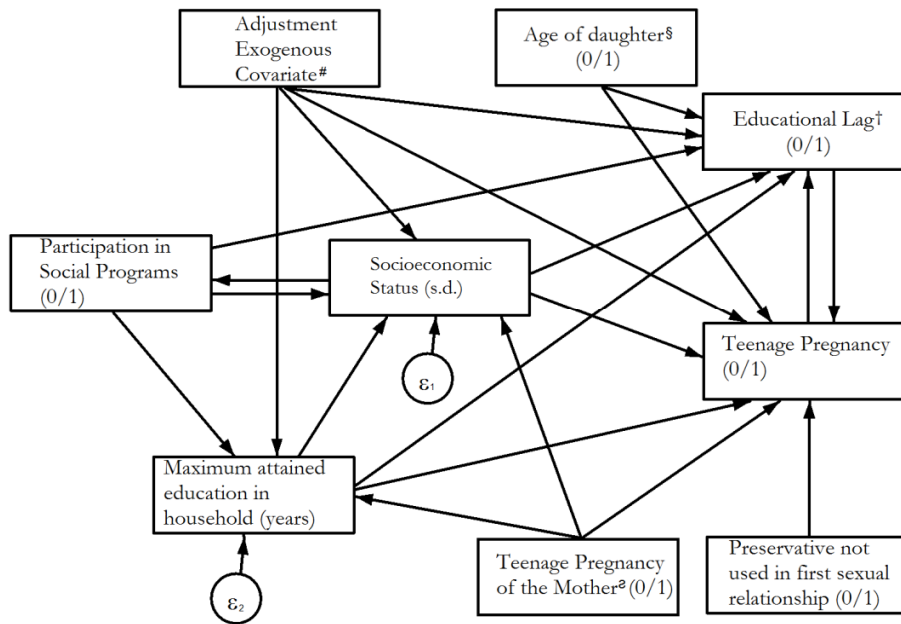 Adjustment
Exogenous
Covariate#
Age of daughter§
(0/1)
Educational Lag†
(0/1)
Participation in
Social Programs
(0/1)
Socioeconomic
Status (s.d.)
Teenage Pregnancy
(0/1)
ε1
Maximum attained
education in
household (years)
Teenage Pregnancy
of the Motherƨ (0/1)
Preservative not
used in first sexual
relationship (0/1)
ε2